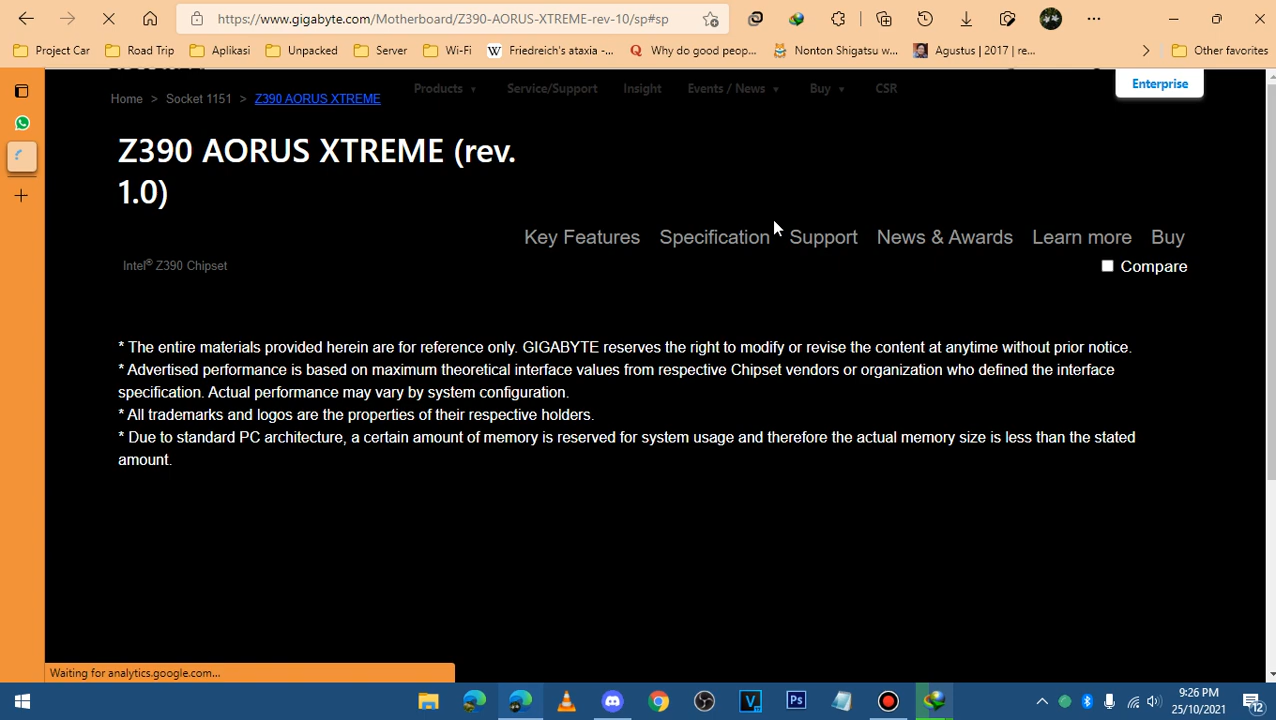 https://www.gigabyte.com/Motherboard/Z390-AORUS-XTREME-rev-10/sp#sp
Project Car
Road Trip
Aplikasi
Unpacked
Server
Wi-Fi
W Friedreich's ataxia -...
Q Why do good peop...
Nonton Shigatsu w...
Agustus | 2017 | re...
Other favorites
Products
Service/Support
Insight
Events / News
Buy
CSR
Enterprise
Home > Socket 1151 > Z390 AORUS XTREME
Z390 AORUS XTREME (rev.
1.0)
Key Features Specification Support News & Awards Learn more Buy
Intel® Z390 Chipset
Compare
* The entire materials provided herein are for reference only. GIGABYTE reserves the right to modify or revise the content at anytime without prior notice.
* Advertised performance is based on maximum theoretical interface values from respective Chipset vendors or organization who defined the interface
specification. Actual performance may vary by system configuration.
* All trademarks and logos are the properties of their respective holders.
* Due to standard PC architecture, a certain amount of memory is reserved for system usage and therefore the actual memory size is less than the stated
amount.
Waiting for analytics.google.com...
V
Ps
9:26 PM
25/10/2021
12